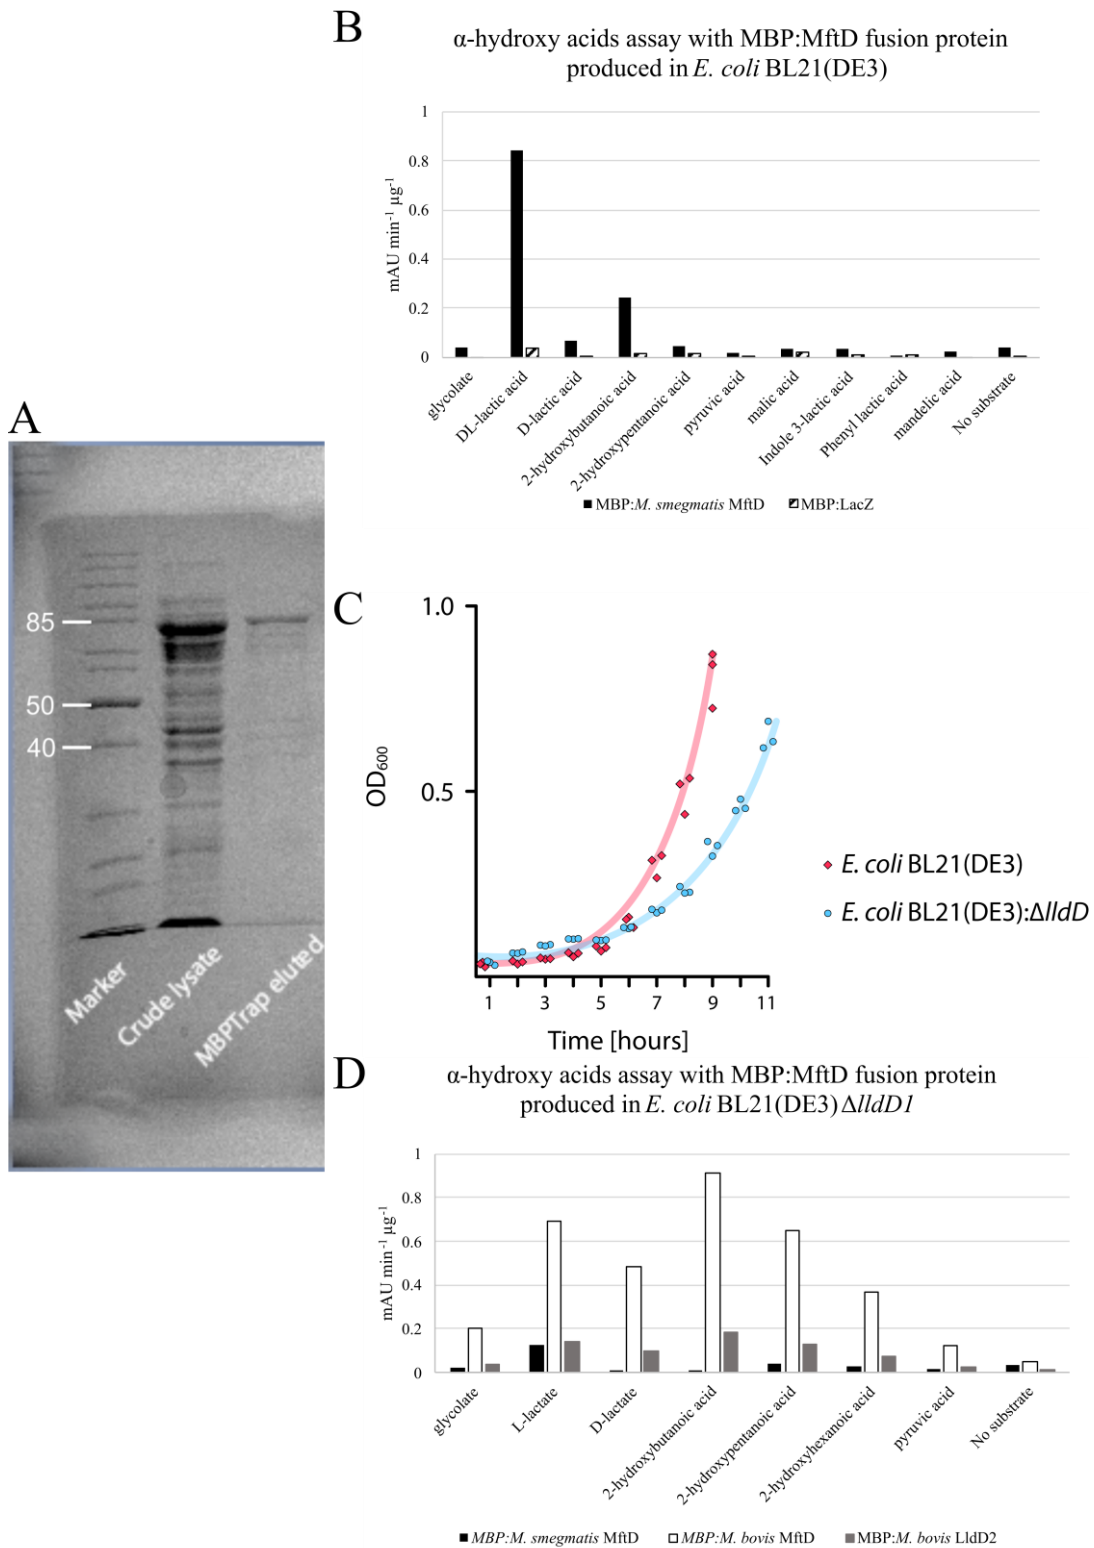 A
85
50
40
Marker
Crude lysate
MBPTrap eluted
B
α-hydroxy acids assay with MBP:MftD fusion protein
produced in E. coli BL21(DE3)
1
0.8
0.6
0.4
0.2
0
mAU min⁻¹ µg⁻¹
glycolate
DL-lactic acid
D-lactic acid
2-hydroxybutanoic acid
2-hydroxypentanoic acid
pyruvic acid
malic acid
Indole 3-lactic acid
Phenyl lactic acid
mandelic acid
No substrate
MBP:M. smegmatis MftD
MBP:LacZ
C
1.0
0.5
OD₆₀₀
1
3
5
7
9
11
Time [hours]
E. coli BL21(DE3)
E. coli BL21(DE3):ΔlldD
D
α-hydroxy acids assay with MBP:MftD fusion protein
produced in E. coli BL21(DE3) ΔlldD1
1
0.8
0.6
0.4
0.2
0
mAU min⁻¹ µg⁻¹
glycolate
L-lactate
D-lactate
2-hydroxybutanoic acid
2-hydroxypentanoic acid
2-hydroxyhexanoic acid
pyruvic acid
No substrate
MBP:M. smegmatis MftD
MBP:M. bovis MftD
MBP:M. bovis LldD2